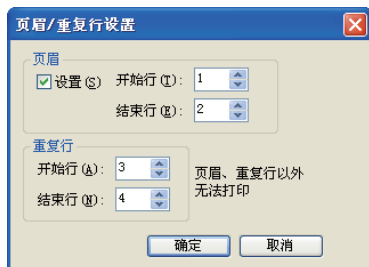 页眉/重复行设置
页眉
设置(S) 开始行(T): 1
结束行(E): 2
重复行
开始行(A): 3
结束行(N): 4
页眉、重复行以外
无法打印
确定 取消